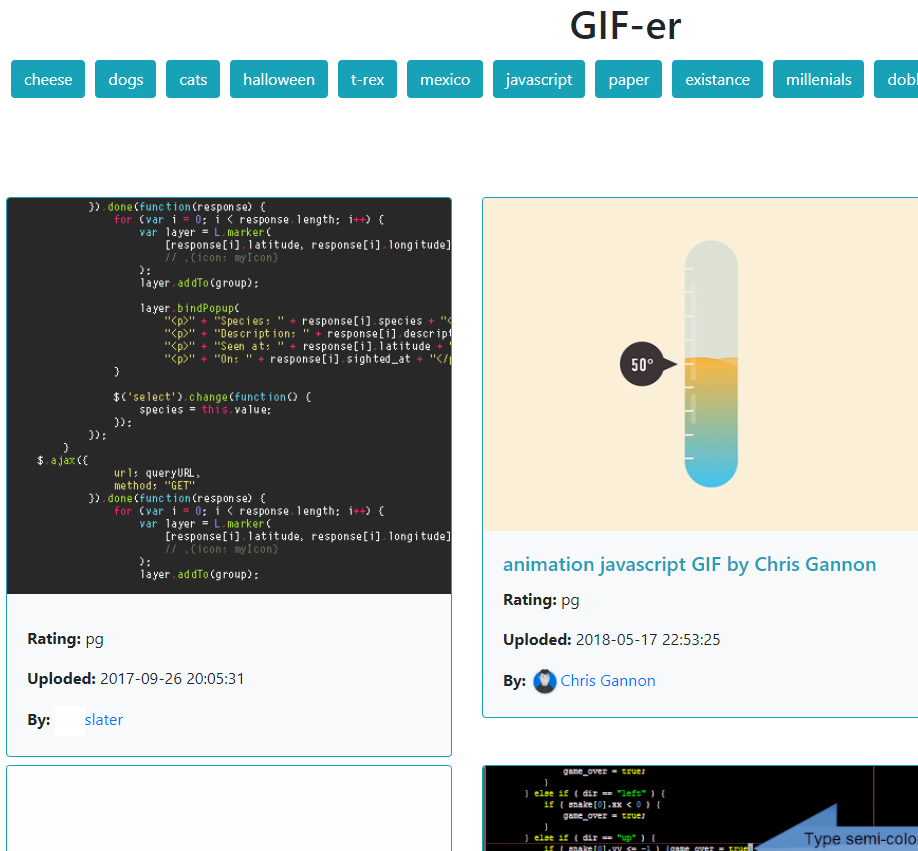 GIF-er
cheese dogs cats halloween t-rex mexico javascript paper existance millenials dobl
}).done(function(response) {
for (var i = 0; i < response.length; i++) {
var layer = L.marker(
[response[i].latitude, response[i].longitude]
// ,{icon: myIcon}
);
layer.addTo(group);
layer.bindPopup(
"<p>" + "Species: " + response[i].species + "<
"<p>" + "Description: " + response[i].descrip
"<p>" + "Seen at: " + response[i].latitude + "
"<p>" + "On: " + response[i].sighted_at + "</p
}
$('select').change(function() {
species = this.value;
});
});
}
$.ajax({
url: queryURL,
method: "GET"
}).done(function(response) {
for (var i = 0; i < response.length; i++) {
var layer = L.marker(
[response[i].latitude, response[i].longitude]
// ,{icon: myIcon}
);
layer.addTo(group);
Rating: pg
Uploded: 2017-09-26 20:05:31
By: slater
50°
animation javascript GIF by Chris Gannon
Rating: pg
Uploded: 2018-05-17 22:53:25
By: Chris Gannon
game_over = true;
}
} else if ( dir == "left" ) {
if ( snake[0].xx < 0 ) {
game_over = true;
}
} else if ( dir == "up" ) {
if ( snake[0].yy <= -1 ) {game_over = true
Type semi-colo